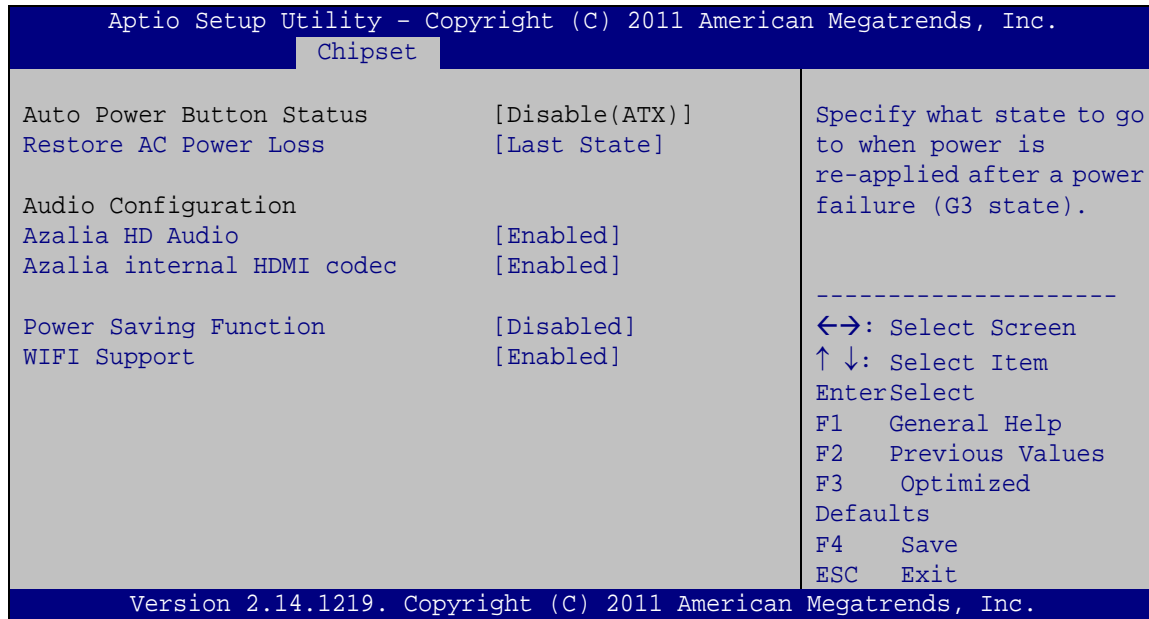 Aptio Setup Utility – Copyright (C) 2011 American Megatrends, Inc.
Chipset
Auto Power Button Status [Disable(ATX)]
Restore AC Power Loss [Last State]
Audio Configuration
Azalia HD Audio [Enabled]
Azalia internal HDMI codec [Enabled]
Power Saving Function [Disabled]
WIFI Support [Enabled]
Specify what state to go
to when power is
re-applied after a power
failure (G3 state).
---------------------
←→: Select Screen
↑ ↓: Select Item
EnterSelect
F1 General Help
F2 Previous Values
F3 Optimized
Defaults
F4 Save
ESC Exit
Version 2.14.1219. Copyright (C) 2011 American Megatrends, Inc.